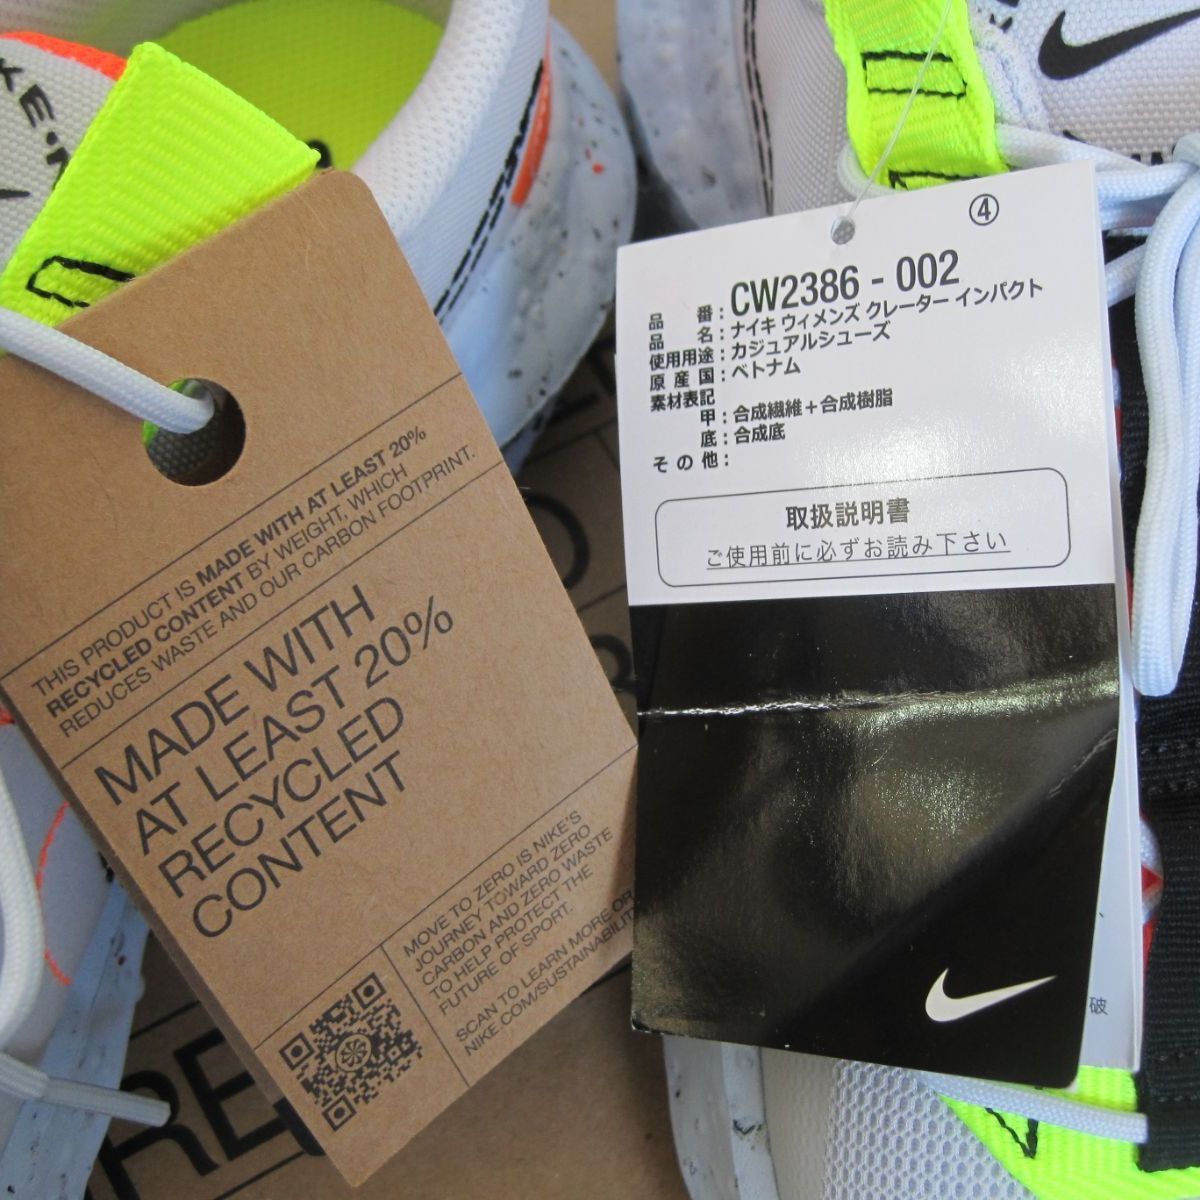 THIS PRODUCT IS MADE WITH AT LEAST 20%
RECYCLED CONTENT BY WEIGHT, WHICH
REDUCES WASTE AND OUR CARBON FOOTPRINT.
MADE WITH
AT LEAST 20%
RECYCLED
CONTENT
MOVE TO ZERO IS NIKE'S
JOURNEY TOWARD ZERO
CARBON AND ZERO WASTE
TO HELP PROTECT THE
FUTURE OF SPORT.
SCAN TO LEARN MORE OR
NIKE.COM/SUSTAINABILIT
④
品番:CW2386-002
品名:ナイキ ウィメンズ クレーター インパクト
使用用途:カジュアルシューズ
原産国:ベトナム
素材表記
甲:合成繊維+合成樹脂
底:合成底
その他:
取扱説明書
ご使用前に必ずお読み下さい
破
RE